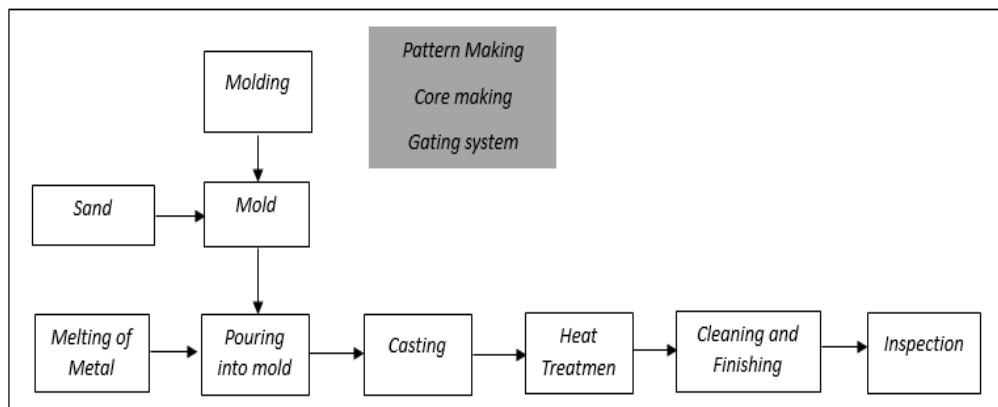 Pattern Making
Molding
Core making
Gating system
Sand
Mold
Melting of
Metal
Pouring
into mold
Casting
Heat
Treatmen
Cleaning and
Finishing
Inspection